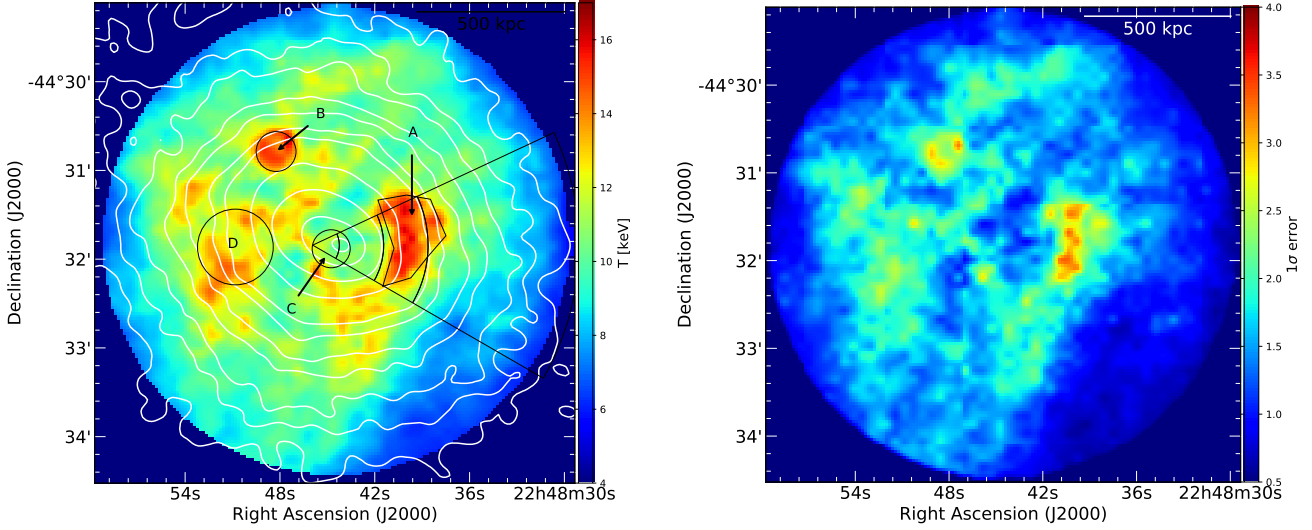 500 kpc
B
A
D
C
-44°30'
31'
32'
33'
34'
54s
48s
42s
36s
22h48m30s
Right Ascension (J2000)
Declination (J2000)
16
14
12
10
8
6
4
T [keV]
500 kpc
-44°30'
31'
32'
33'
34'
54s
48s
42s
36s
22h48m30s
Right Ascension (J2000)
Declination (J2000)
4.0
3.5
3.0
2.5
2.0
1.5
1.0
0.5
1σ error